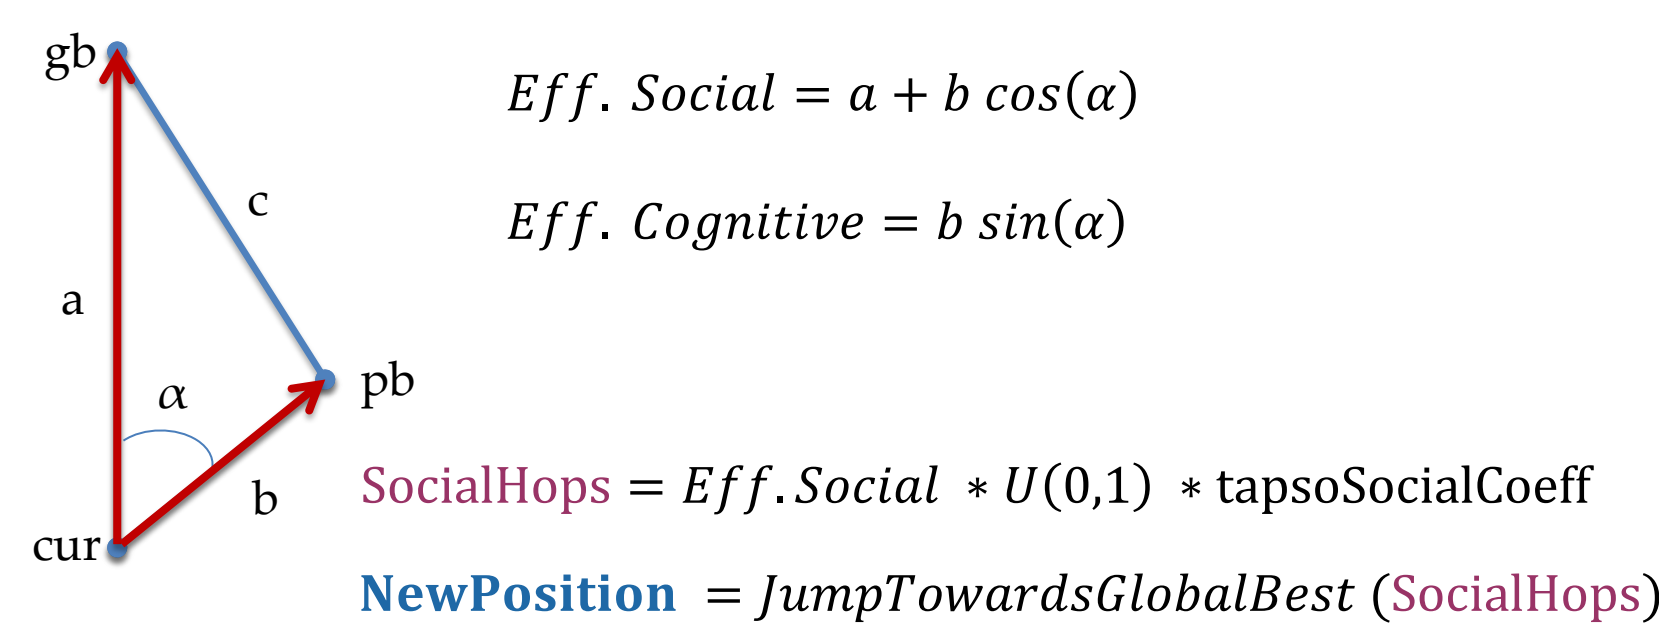 gb
Eff. Social = a + b cos(α)
c
Eff. Cognitive = b sin(α)
a
α
pb
b
SocialHops = Eff.Social * U(0,1) * tapsoSocialCoeff
cur
NewPosition = JumpTowardsGlobalBest (SocialHops)